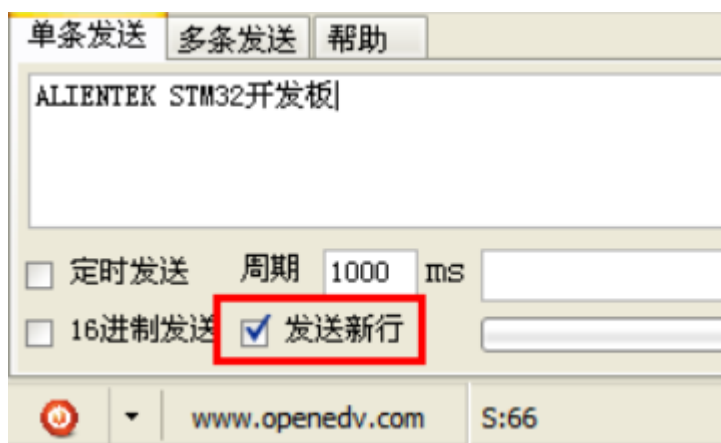 单条发送 多条发送 帮助
ALIENTEK STM32开发板
定时发送 周期 1000 ms
16进制发送 发送新行
www.openedv.com S:66